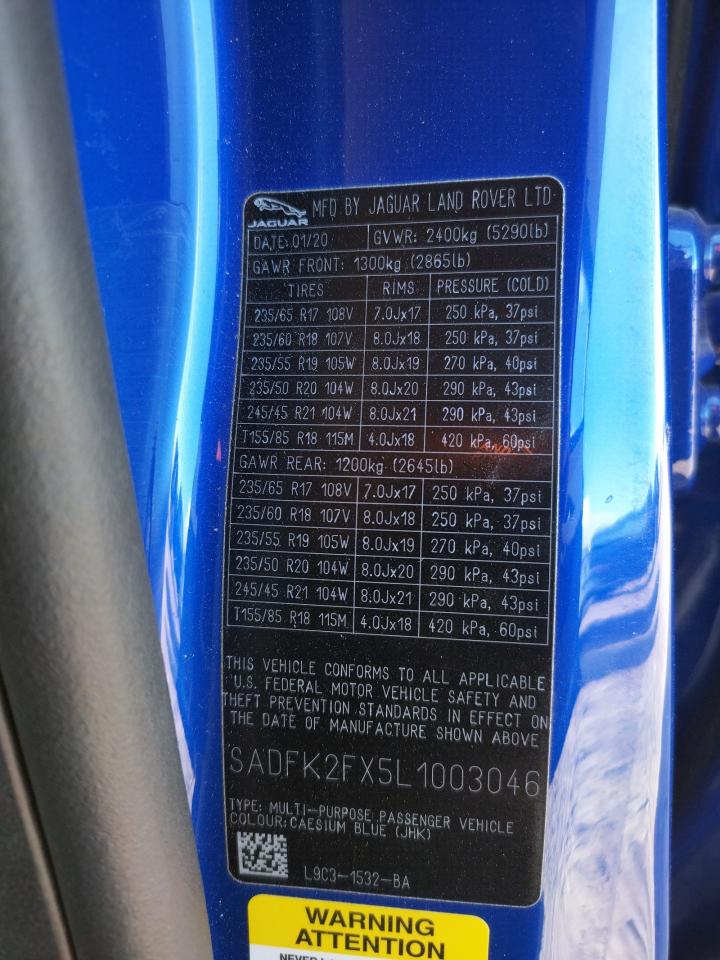 JAGUAR MFD BY JAGUAR LAND ROVER LTD
DATE: 01/20 GVWR: 2400kg (5290lb)
GAWR FRONT: 1300kg (2865lb)
TIRES RIMS PRESSURE (COLD)
235/65 R17 108V 7.0Jx17 250 kPa, 37psi
235/60 R18 107V 8.0Jx18 250 kPa, 37psi
235/55 R19 105W 8.0Jx19 270 kPa, 40psi
235/50 R20 104W 8.0Jx20 290 kPa, 43psi
245/45 R21 104W 8.0Jx21 290 kPa, 43psi
T155/85 R18 115M 4.0Jx18 420 kPa, 60psi
GAWR REAR: 1200kg (2645lb)
235/65 R17 108V 7.0Jx17 250 kPa, 37psi
235/60 R18 107V 8.0Jx18 250 kPa, 37psi
235/55 R19 105W 8.0Jx19 270 kPa, 40psi
235/50 R20 104W 8.0Jx20 290 kPa, 43psi
245/45 R21 104W 8.0Jx21 290 kPa, 43psi
T155/85 R18 115M 4.0Jx18 420 kPa, 60psi
THIS VEHICLE CONFORMS TO ALL APPLICABLE
U.S. FEDERAL MOTOR VEHICLE SAFETY AND
THEFT PREVENTION STANDARDS IN EFFECT ON
THE DATE OF MANUFACTURE SHOWN ABOVE
SADFK2FX5L1003046
TYPE: MULTI-PURPOSE PASSENGER VEHICLE
COLOUR:CAESIUM BLUE (JHK)
L9C3-1532-BA
WARNING
ATTENTION